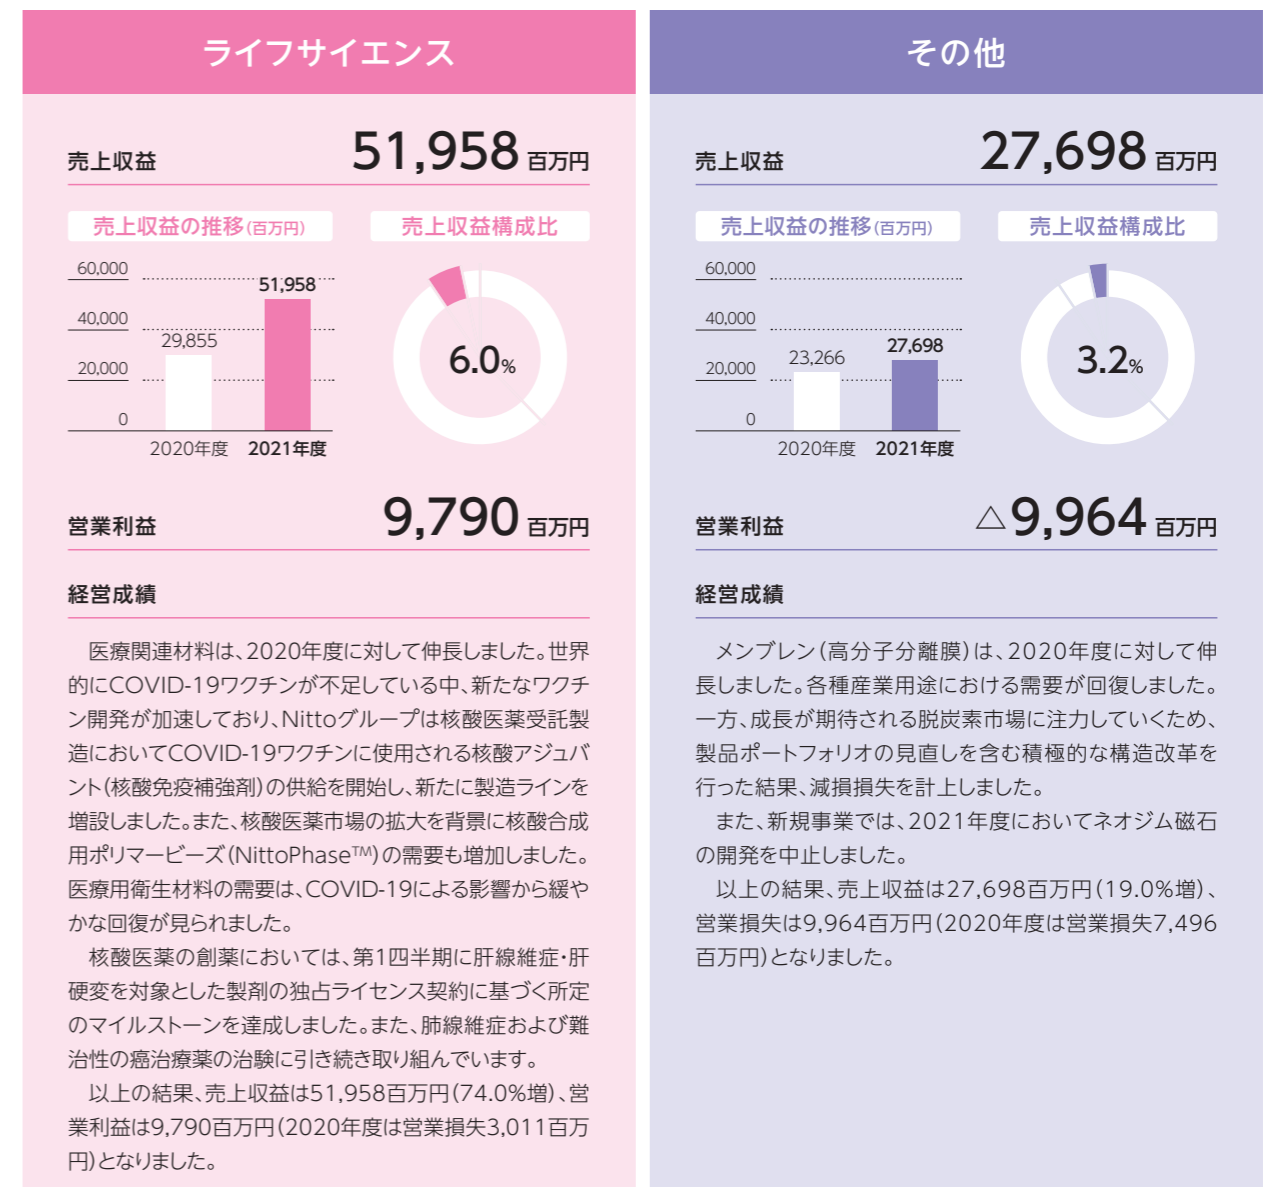 ライフサイエンス
売上収益 51,958 百万円
売上収益の推移(百万円)
60,000
40,000
20,000
0
29,855
51,958
2020年度 2021年度
売上収益構成比
6.0%
営業利益 9,790 百万円
経営成績
医療関連材料は、2020年度に対して伸長しました。世界
的にCOVID-19ワクチンが不足している中、新たなワクチ
ン開発が加速しており、Nittoグループは核酸医薬受託製
造においてCOVID-19ワクチンに使用される核酸アジュバ
ント(核酸免疫補強剤)の供給を開始し、新たに製造ラインを
増設しました。また、核酸医薬市場の拡大を背景に核酸合成
用ポリマービーズ(NittoPhase™)の需要も増加しました。
医療用衛生材料の需要は、COVID-19による影響から緩や
かな回復が見られました。
核酸医薬の創薬においては、第1四半期に肝線維症・肝
硬変を対象とした製剤の独占ライセンス契約に基づく所定
のマイルストーンを達成しました。また、肺線維症および難
治性の癌治療薬の治験に引き続き取り組んでいます。
以上の結果、売上収益は51,958百万円(74.0%増)、営
業利益は9,790百万円(2020年度は営業損失3,011百万
円)となりました。
その他
売上収益 27,698 百万円
売上収益の推移(百万円)
60,000
40,000
20,000
0
23,266
27,698
2020年度 2021年度
売上収益構成比
3.2%
営業利益 △9,964 百万円
経営成績
メンブレン(高分子分離膜)は、2020年度に対して伸
長しました。各種産業用途における需要が回復しました。
一方、成長が期待される脱炭素市場に注力していくため、
製品ポートフォリオの見直しを含む積極的な構造改革を
行った結果、減損損失を計上しました。
また、新規事業では、2021年度においてネオジム磁石
の開発を中止しました。
以上の結果、売上収益は27,698百万円(19.0%増)、
営業損失は9,964百万円(2020年度は営業損失7,496
百万円)となりました。